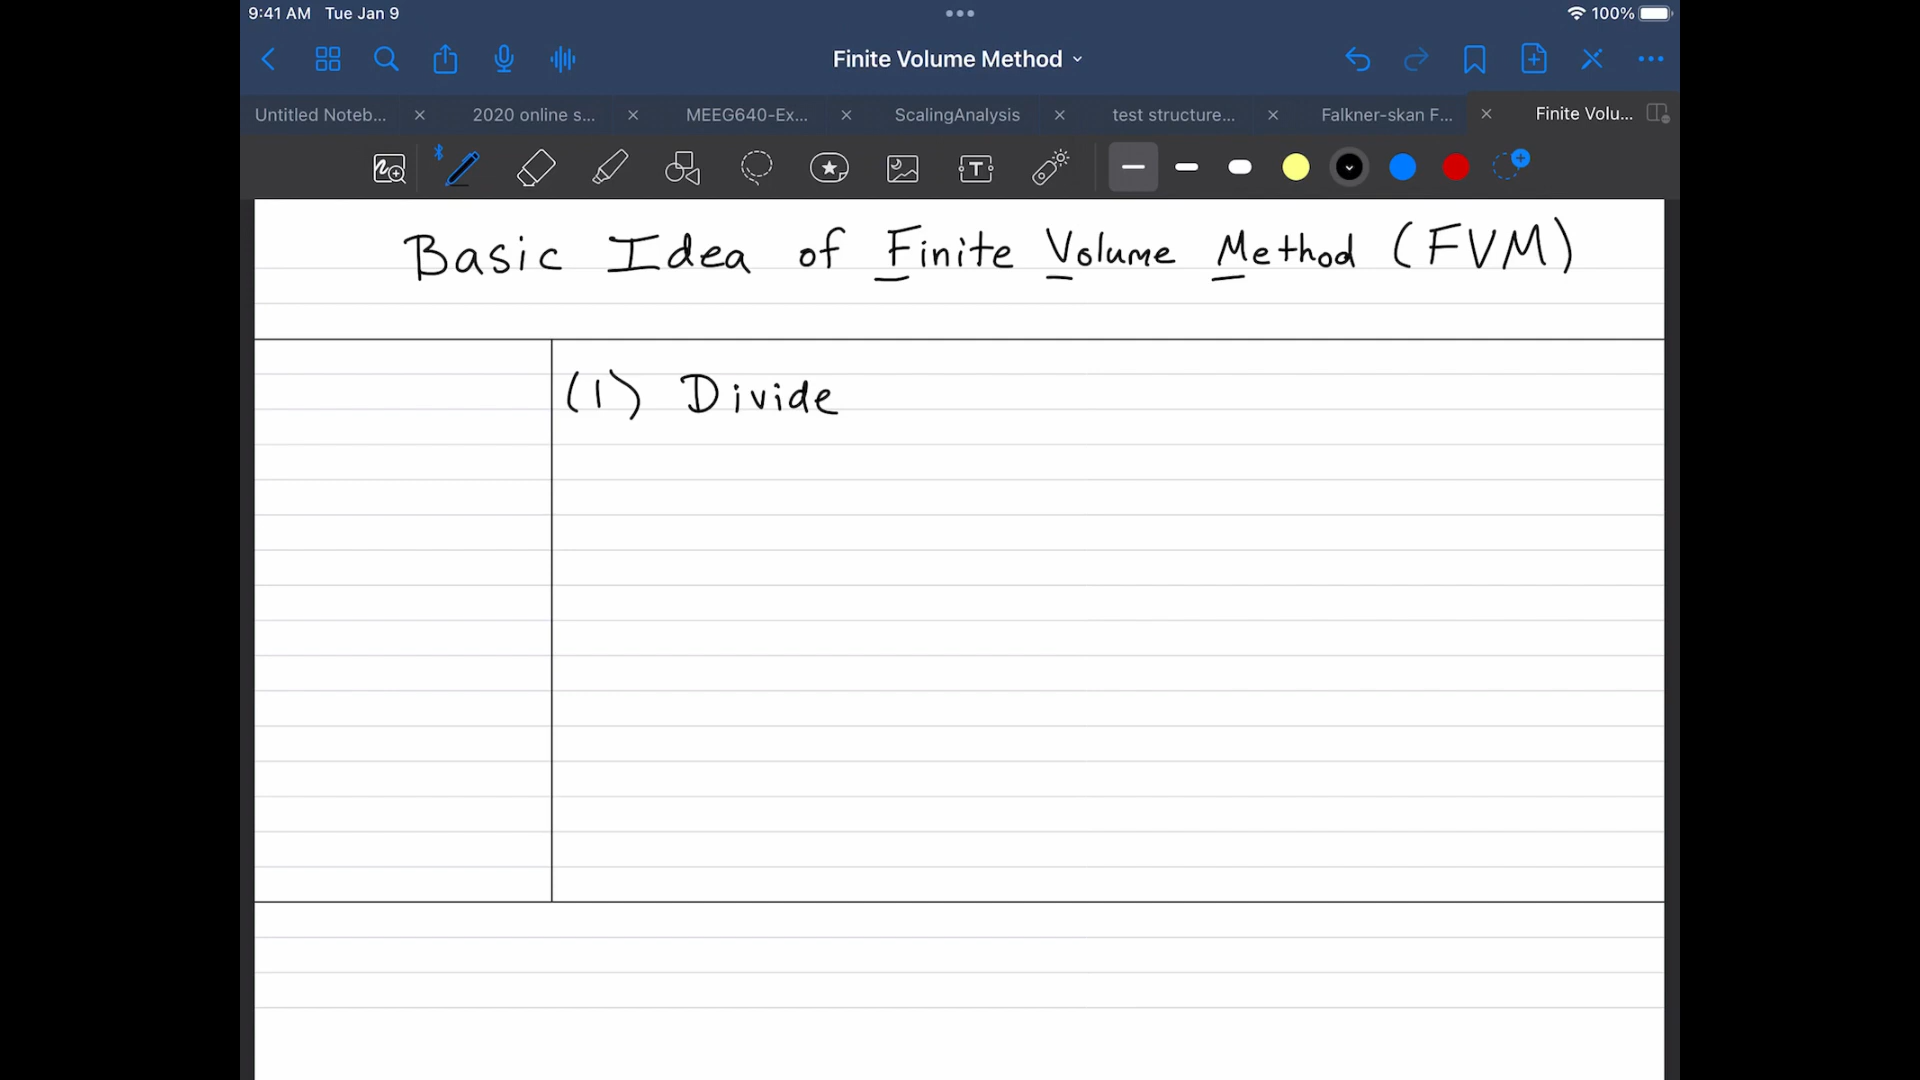 9:41 AM Tue Jan 9
100%
Finite Volume Method
Untitled Noteb...
2020 online s...
MEEG640-Ex...
ScalingAnalysis
test structure...
Falkner-skan F...
Finite Volu...
Basic Idea of Finite Volume Method (FVM)
(1) Divide